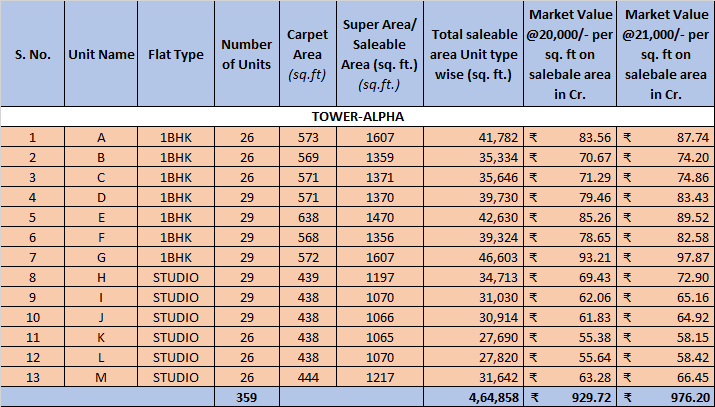 S. No. | Unit Name | Flat Type | Number of Units | Carpet Area (sq.ft) | Super Area/ Saleable Area (sq. ft.) (sq.ft.) | Total saleable area Unit type wise (sq. ft.) | Market Value @20,000/- per sq. ft on salebale area in Cr. | Market Value @21,000/- per sq. ft on salebale area in Cr.
TOWER-ALPHA
1 | A | 1BHK | 26 | 573 | 1607 | 41,782 | ₹ 83.56 | ₹ 87.74
2 | B | 1BHK | 26 | 569 | 1359 | 35,334 | ₹ 70.67 | ₹ 74.20
3 | C | 1BHK | 26 | 571 | 1371 | 35,646 | ₹ 71.29 | ₹ 74.86
4 | D | 1BHK | 29 | 571 | 1370 | 39,730 | ₹ 79.46 | ₹ 83.43
5 | E | 1BHK | 29 | 638 | 1470 | 42,630 | ₹ 85.26 | ₹ 89.52
6 | F | 1BHK | 29 | 568 | 1356 | 39,324 | ₹ 78.65 | ₹ 82.58
7 | G | 1BHK | 29 | 572 | 1607 | 46,603 | ₹ 93.21 | ₹ 97.87
8 | H | STUDIO | 29 | 439 | 1197 | 34,713 | ₹ 69.43 | ₹ 72.90
9 | I | STUDIO | 29 | 438 | 1070 | 31,030 | ₹ 62.06 | ₹ 65.16
10 | J | STUDIO | 29 | 438 | 1066 | 30,914 | ₹ 61.83 | ₹ 64.92
11 | K | STUDIO | 26 | 438 | 1065 | 27,690 | ₹ 55.38 | ₹ 58.15
12 | L | STUDIO | 26 | 438 | 1070 | 27,820 | ₹ 55.64 | ₹ 58.42
13 | M | STUDIO | 26 | 444 | 1217 | 31,642 | ₹ 63.28 | ₹ 66.45
359 | 4,64,858 | ₹ 929.72 | ₹ 976.20